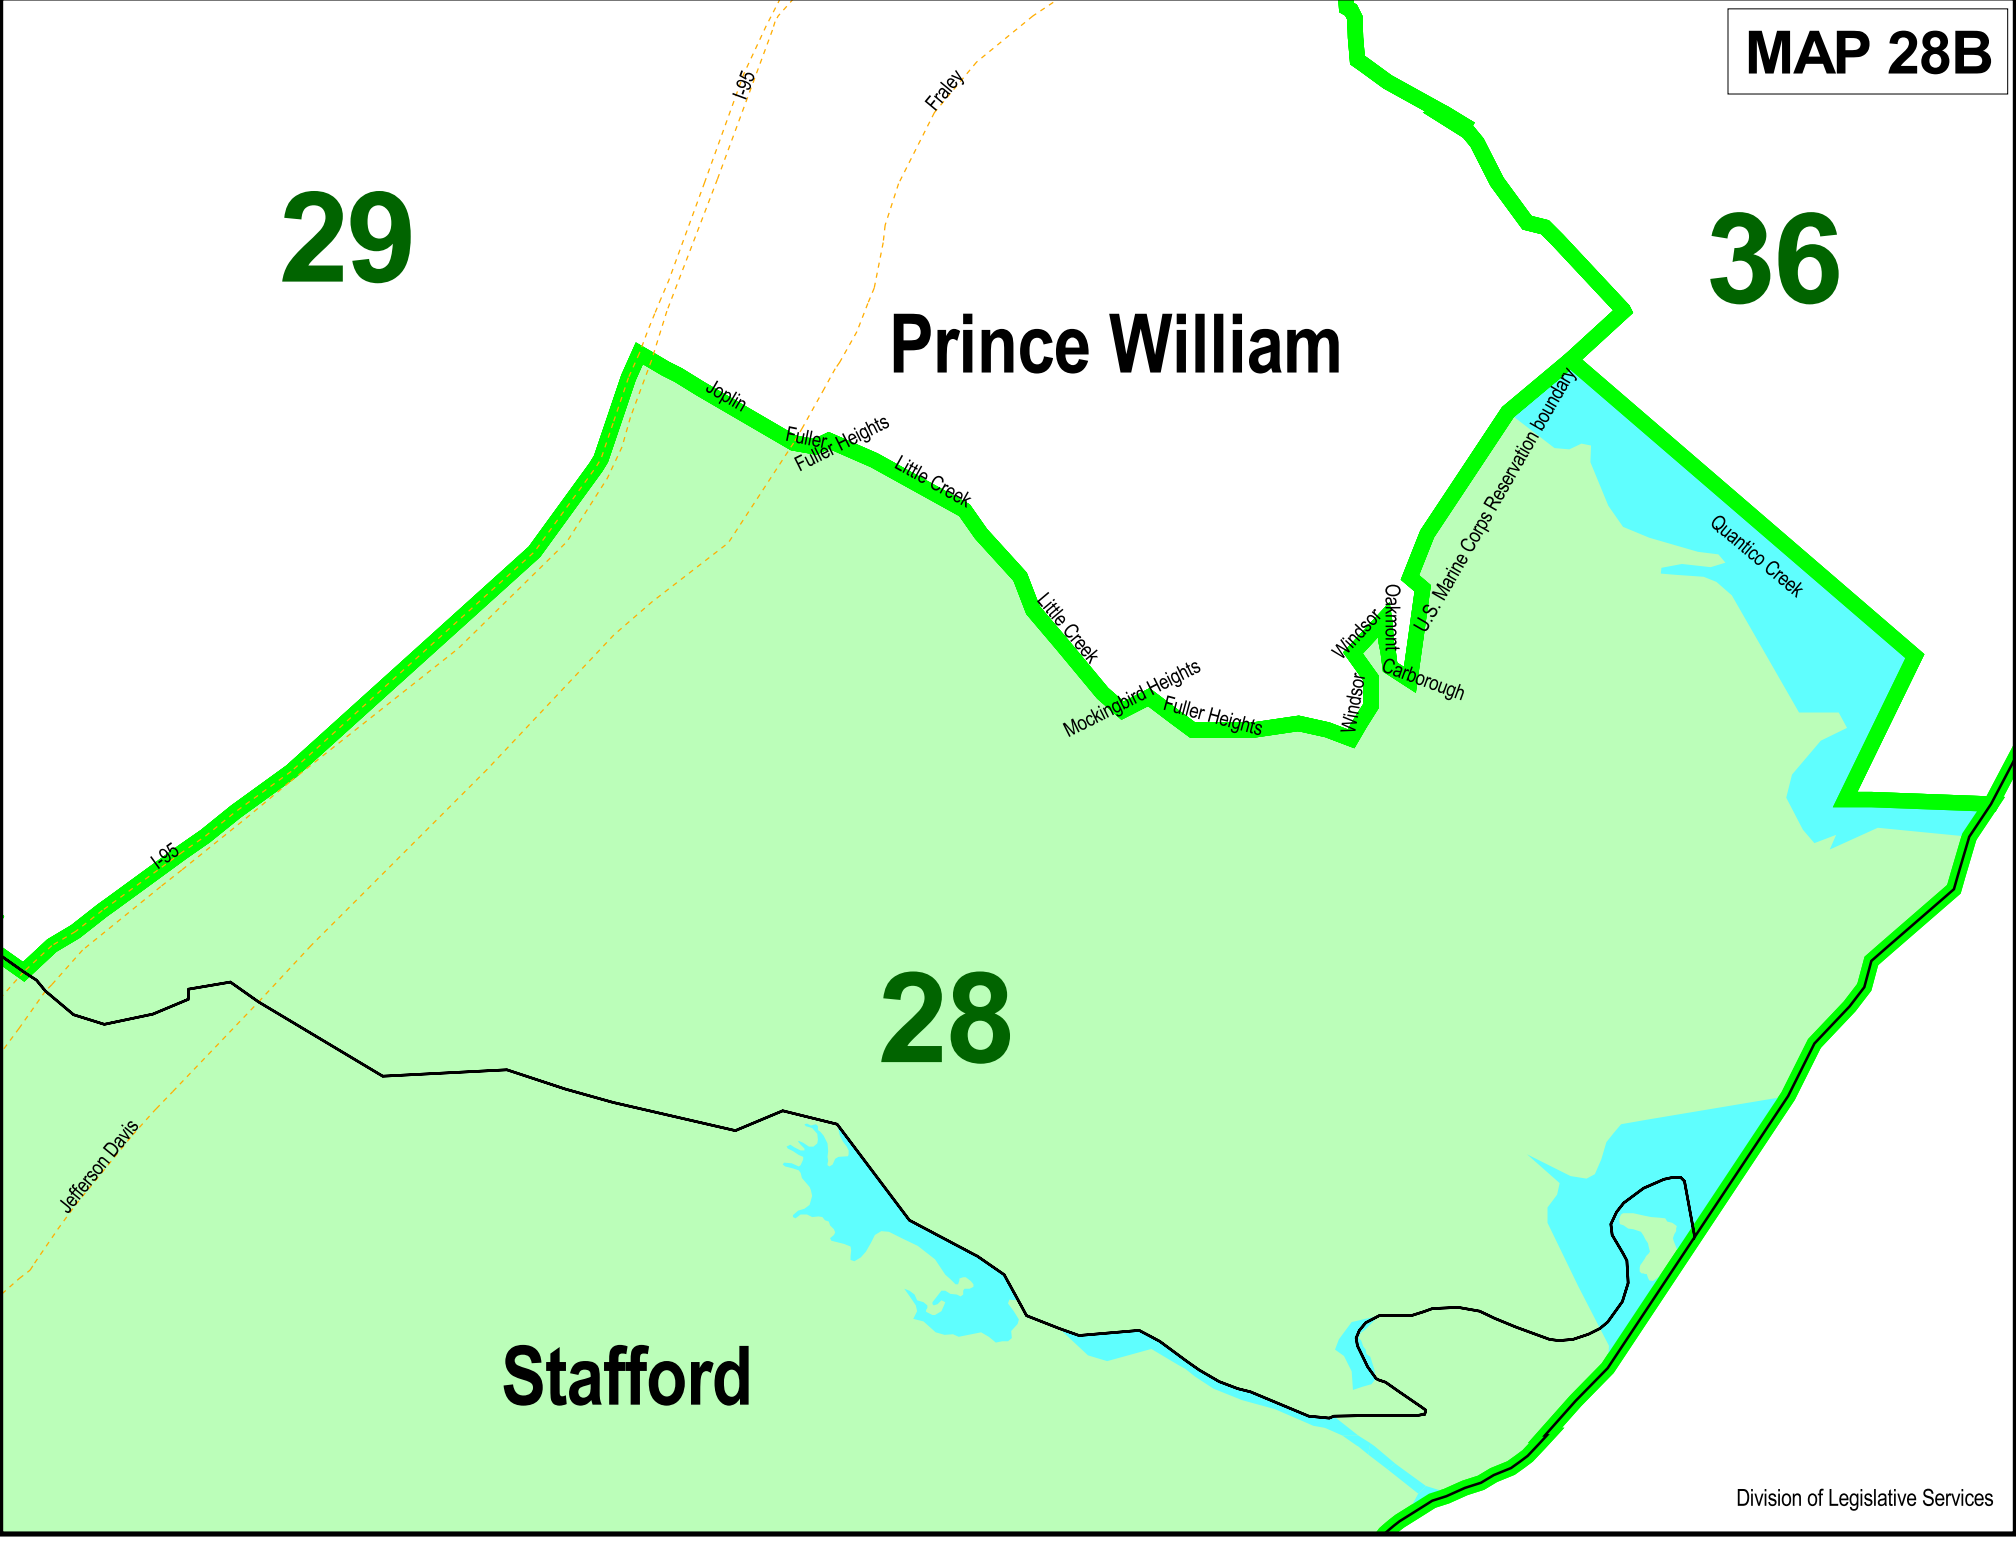 MAP 28B
I-95
Fraley
29
36
Prince William
Joplin
Fuller
Fuller Heights
Little Creek
U.S. Marine Corps Reservation boundary
Quantico Creek
Little Creek
Windsor
Oakmont
Carborough
Mockingbird Heights
Fuller Heights
Windsor
I-95
28
Jefferson Davis
Stafford
Division of Legislative Services